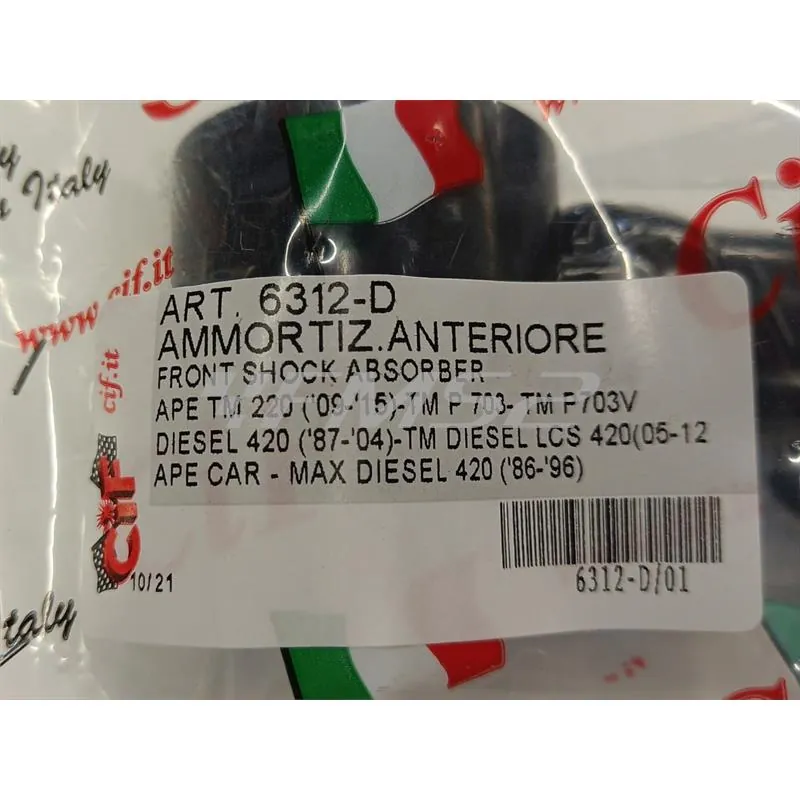 n Italy
www.cif.it
ART. 6312-D
AMMORTIZ.ANTERIORE
FRONT SHOCK ABSORBER
APE TM 220 ('09-'15)-TM P 703- TM P703V
DIESEL 420 ('87-'04)-TM DIESEL LCS 420(05-12
APE CAR - MAX DIESEL 420 ('86-'96)
cif.it
CiF
10/21
6312-D/01
Italy